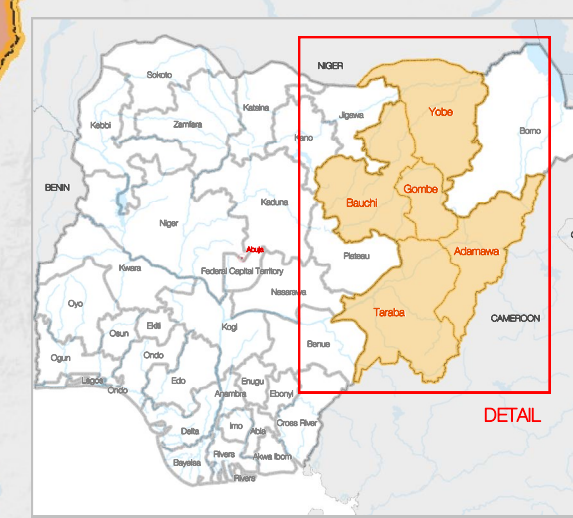 NIGER
Sokoto
Katsina
Jigawa
Yobe
Kebbi
Zamfara
Kano
Borno
BENIN
Kaduna
Bauchi
Gombe
Niger
Abuja
Adamawa
Plateau
Kwara
Federal Capital Territory
Nasarawa
Oyo
Taraba
CAMEROON
Osun
Ekiti
Kogi
Benue
Ogun
Ondo
Lagos
Ondo
Edo
Enugu
Anambra
Ebonyi
DETAIL
Delta
Imo
Abia
Cross River
Bayelsa
Rivers
Akwa Ibom
Rivers